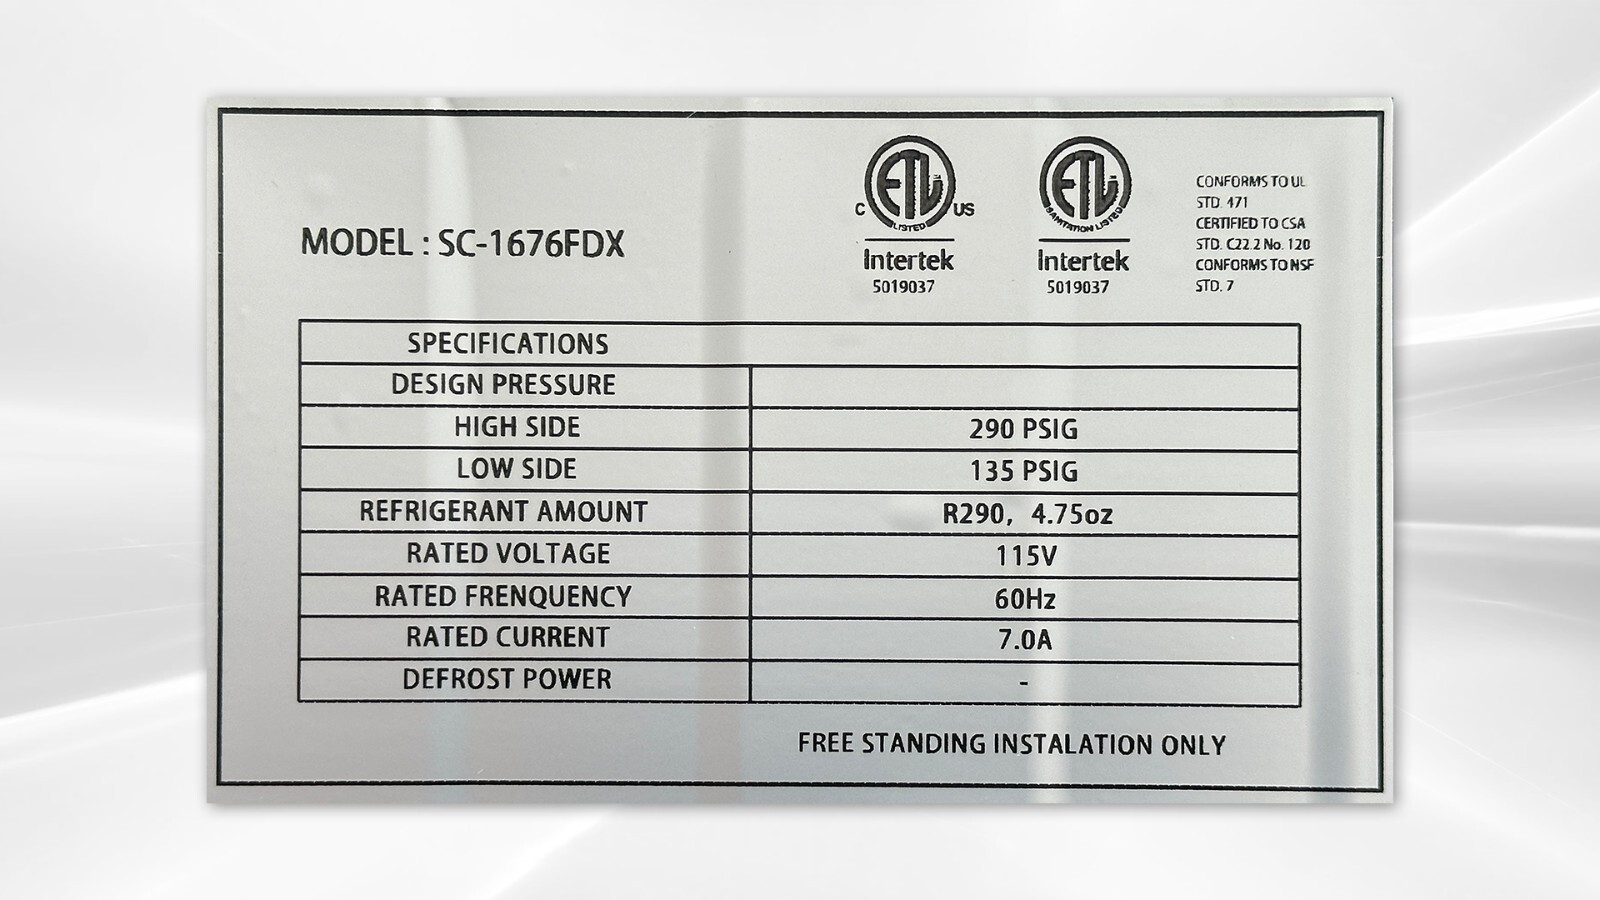 MODEL : SC-1676FDX
ETL
C US
LISTED
Intertek
5019037
ETL
SANITATION LISTED
Intertek
5019037
CONFORMS TO UL
STD. 471
CERTIFIED TO CSA
STD. C22.2 No. 120
CONFORMS TO NSF
STD. 7
SPECIFICATIONS
DESIGN PRESSURE
HIGH SIDE 290 PSIG
LOW SIDE 135 PSIG
REFRIGERANT AMOUNT R290, 4.75oz
RATED VOLTAGE 115V
RATED FRENQUENCY 60Hz
RATED CURRENT 7.0A
DEFROST POWER -
FREE STANDING INSTALATION ONLY